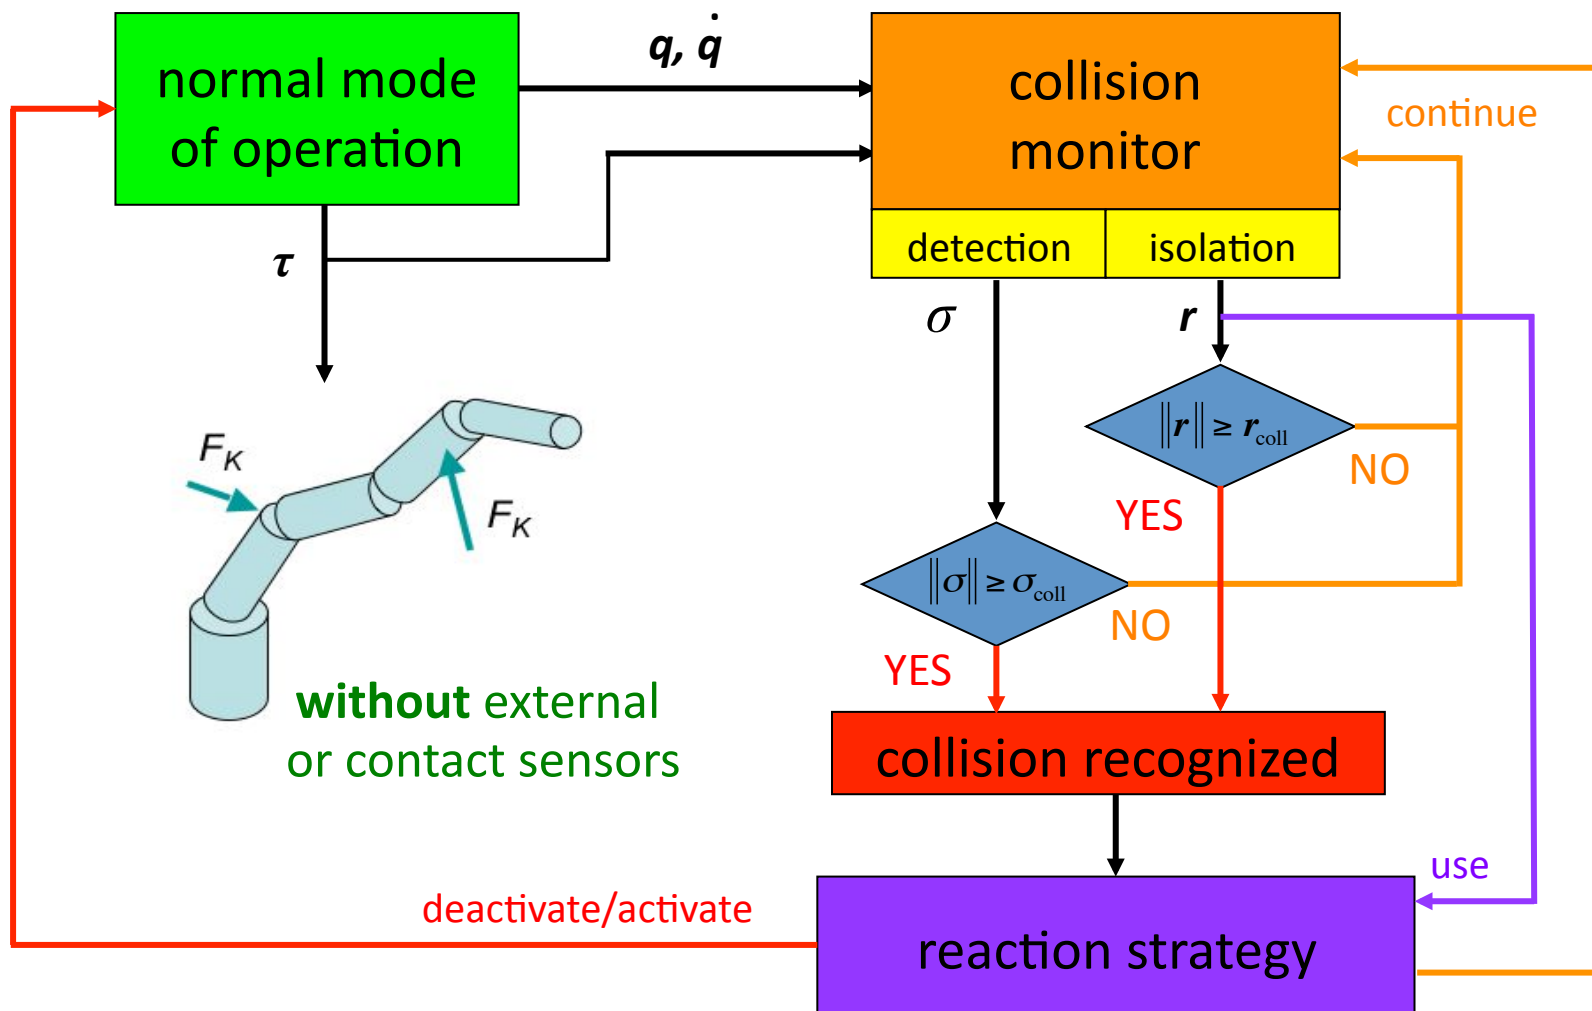 normal mode
of operation
q, q̇
collision
monitor
continue
detection
isolation
τ
σ
r
‖r‖ ≥ r_coll
NO
YES
F_K
F_K
‖σ‖ ≥ σ_coll
NO
YES
without external
or contact sensors
collision recognized
use
deactivate/activate
reaction strategy